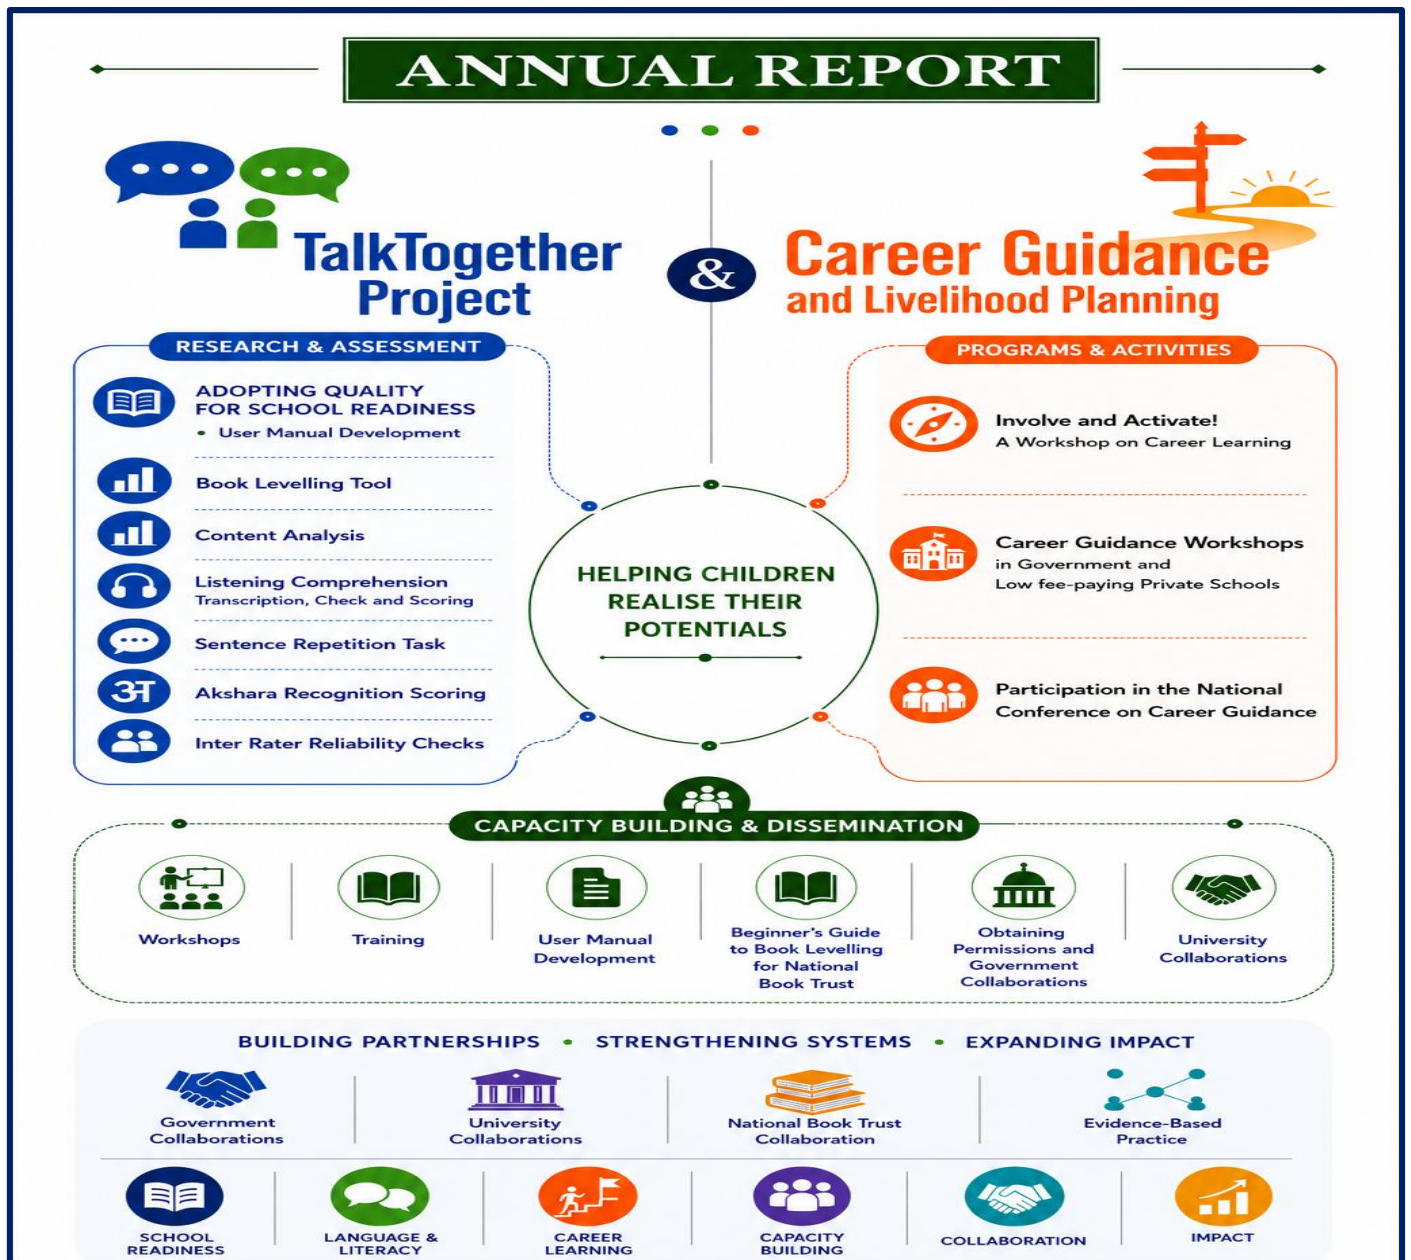 ANNUAL REPORT
TalkTogether
Project
&
Career Guidance
and Livelihood Planning
RESEARCH & ASSESSMENT
ADOPTING QUALITY
FOR SCHOOL READINESS
• User Manual Development
Book Levelling Tool
Content Analysis
Listening Comprehension
Transcription, Check and Scoring
Sentence Repetition Task
अ Akshara Recognition Scoring
Inter Rater Reliability Checks
HELPING CHILDREN
REALISE THEIR
POTENTIALS
PROGRAMS & ACTIVITIES
Involve and Activate!
A Workshop on Career Learning
Career Guidance Workshops
in Government and
Low fee-paying Private Schools
Participation in the National
Conference on Career Guidance
CAPACITY BUILDING & DISSEMINATION
Workshops
Training
User Manual
Development
Beginner's Guide
to Book Levelling
for National
Book Trust
Obtaining
Permissions and
Government
Collaborations
University
Collaborations
BUILDING PARTNERSHIPS • STRENGTHENING SYSTEMS • EXPANDING IMPACT
Government
Collaborations
University
Collaborations
National Book Trust
Collaboration
Evidence-Based
Practice
SCHOOL
READINESS
LANGUAGE &
LITERACY
CAREER
LEARNING
CAPACITY
BUILDING
COLLABORATION
IMPACT